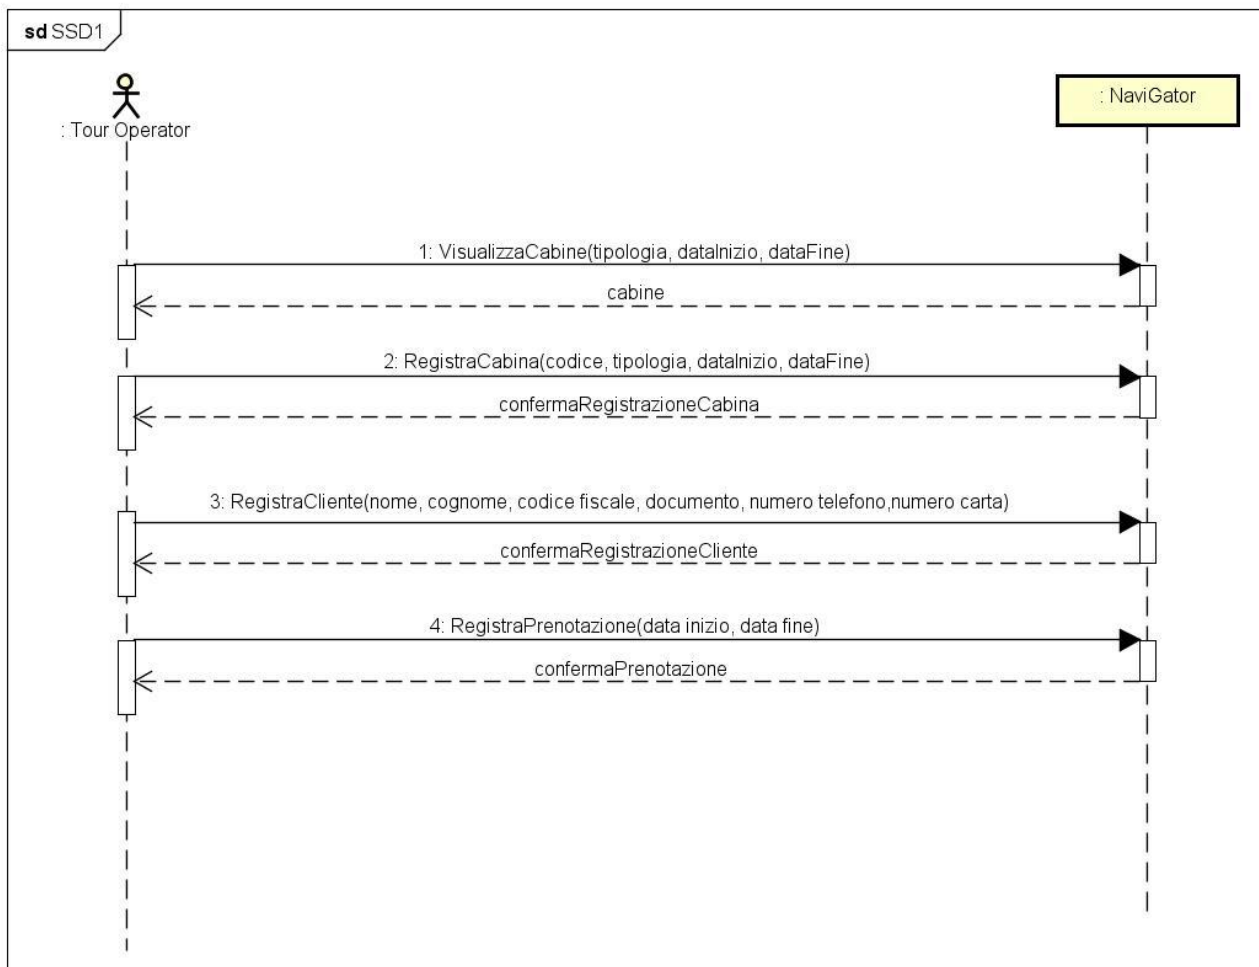 sd SSD1
: Tour Operator
: NaviGator
1: VisualizzaCabine(tipologia, dataInizio, dataFine)
cabine
2: RegistraCabina(codice, tipologia, dataInizio, dataFine)
confermaRegistrazioneCabina
3: RegistraCliente(nome, cognome, codice fiscale, documento, numero telefono,numero carta)
confermaRegistrazioneCliente
4: RegistraPrenotazione(data inizio, data fine)
confermaPrenotazione